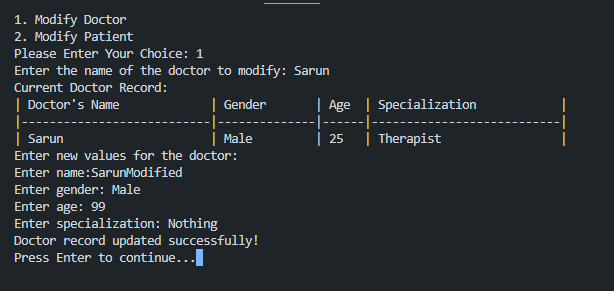 1. Modify Doctor
2. Modify Patient
Please Enter Your Choice: 1
Enter the name of the doctor to modify: Sarun
Current Doctor Record:
| Doctor's Name | Gender | Age | Specialization |
|---------------------------|--------------|------|---------------------------|
| Sarun | Male | 25 | Therapist |
Enter new values for the doctor:
Enter name:SarunModified
Enter gender: Male
Enter age: 99
Enter specialization: Nothing
Doctor record updated successfully!
Press Enter to continue...